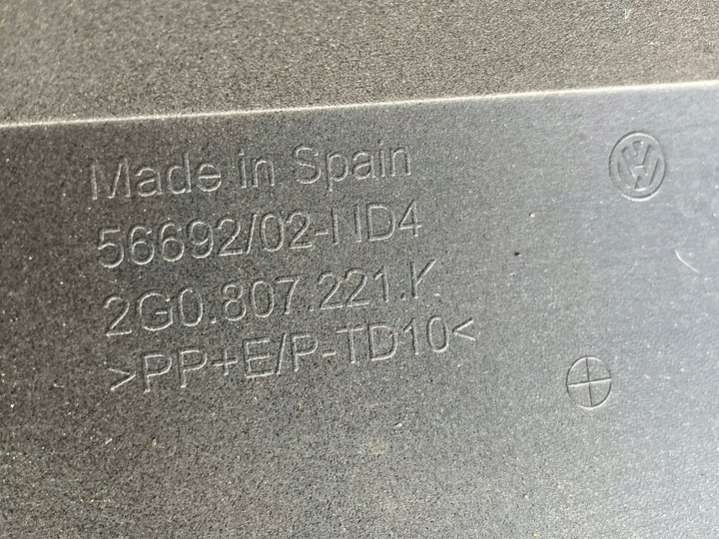 Made in Spain
56692/02-ND4
2G0.807.221.K.
>PP+E/P-TD10<